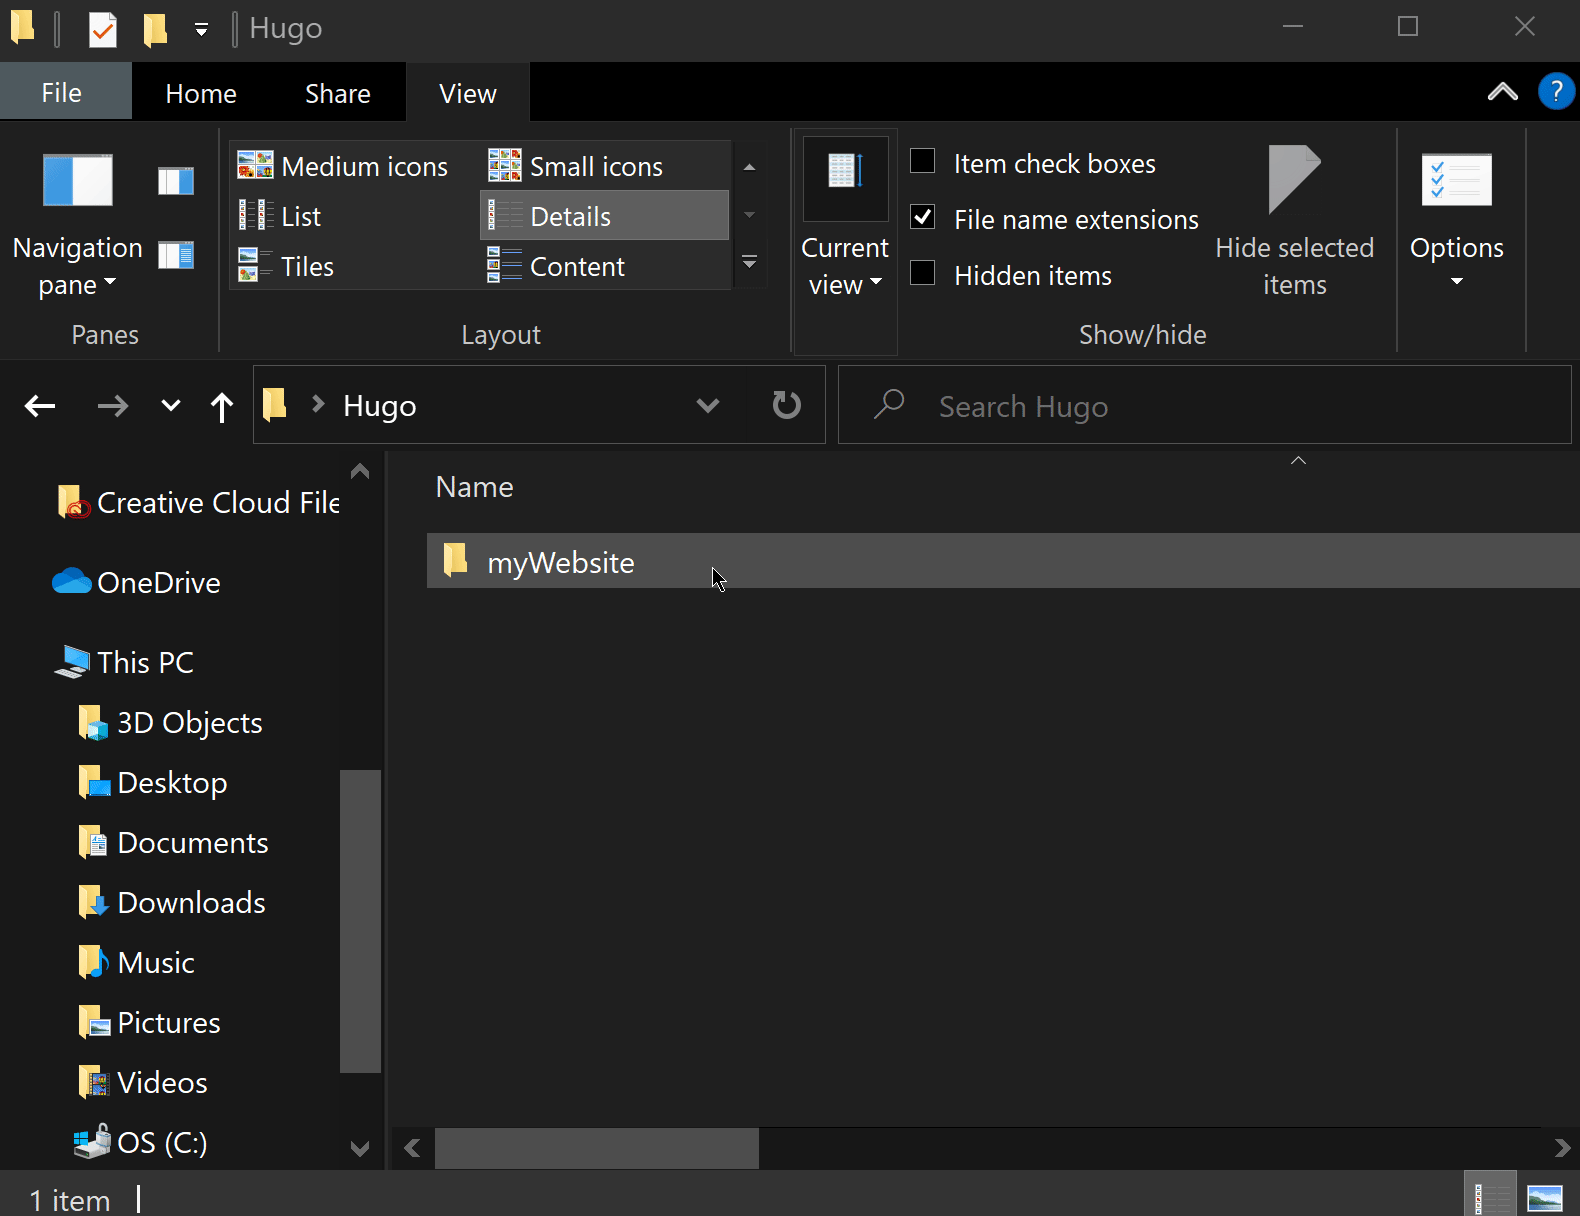 Hugo
File Home Share View
?
Medium icons Small icons
List Details
Tiles Content
Navigation
pane
Panes
Layout
Current
view
Item check boxes
File name extensions
Hidden items
Hide selected
items
Show/hide
Options
Hugo
Search Hugo
Creative Cloud File
OneDrive
This PC
3D Objects
Desktop
Documents
Downloads
Music
Pictures
Videos
OS (C:)
Name
myWebsite
1 item